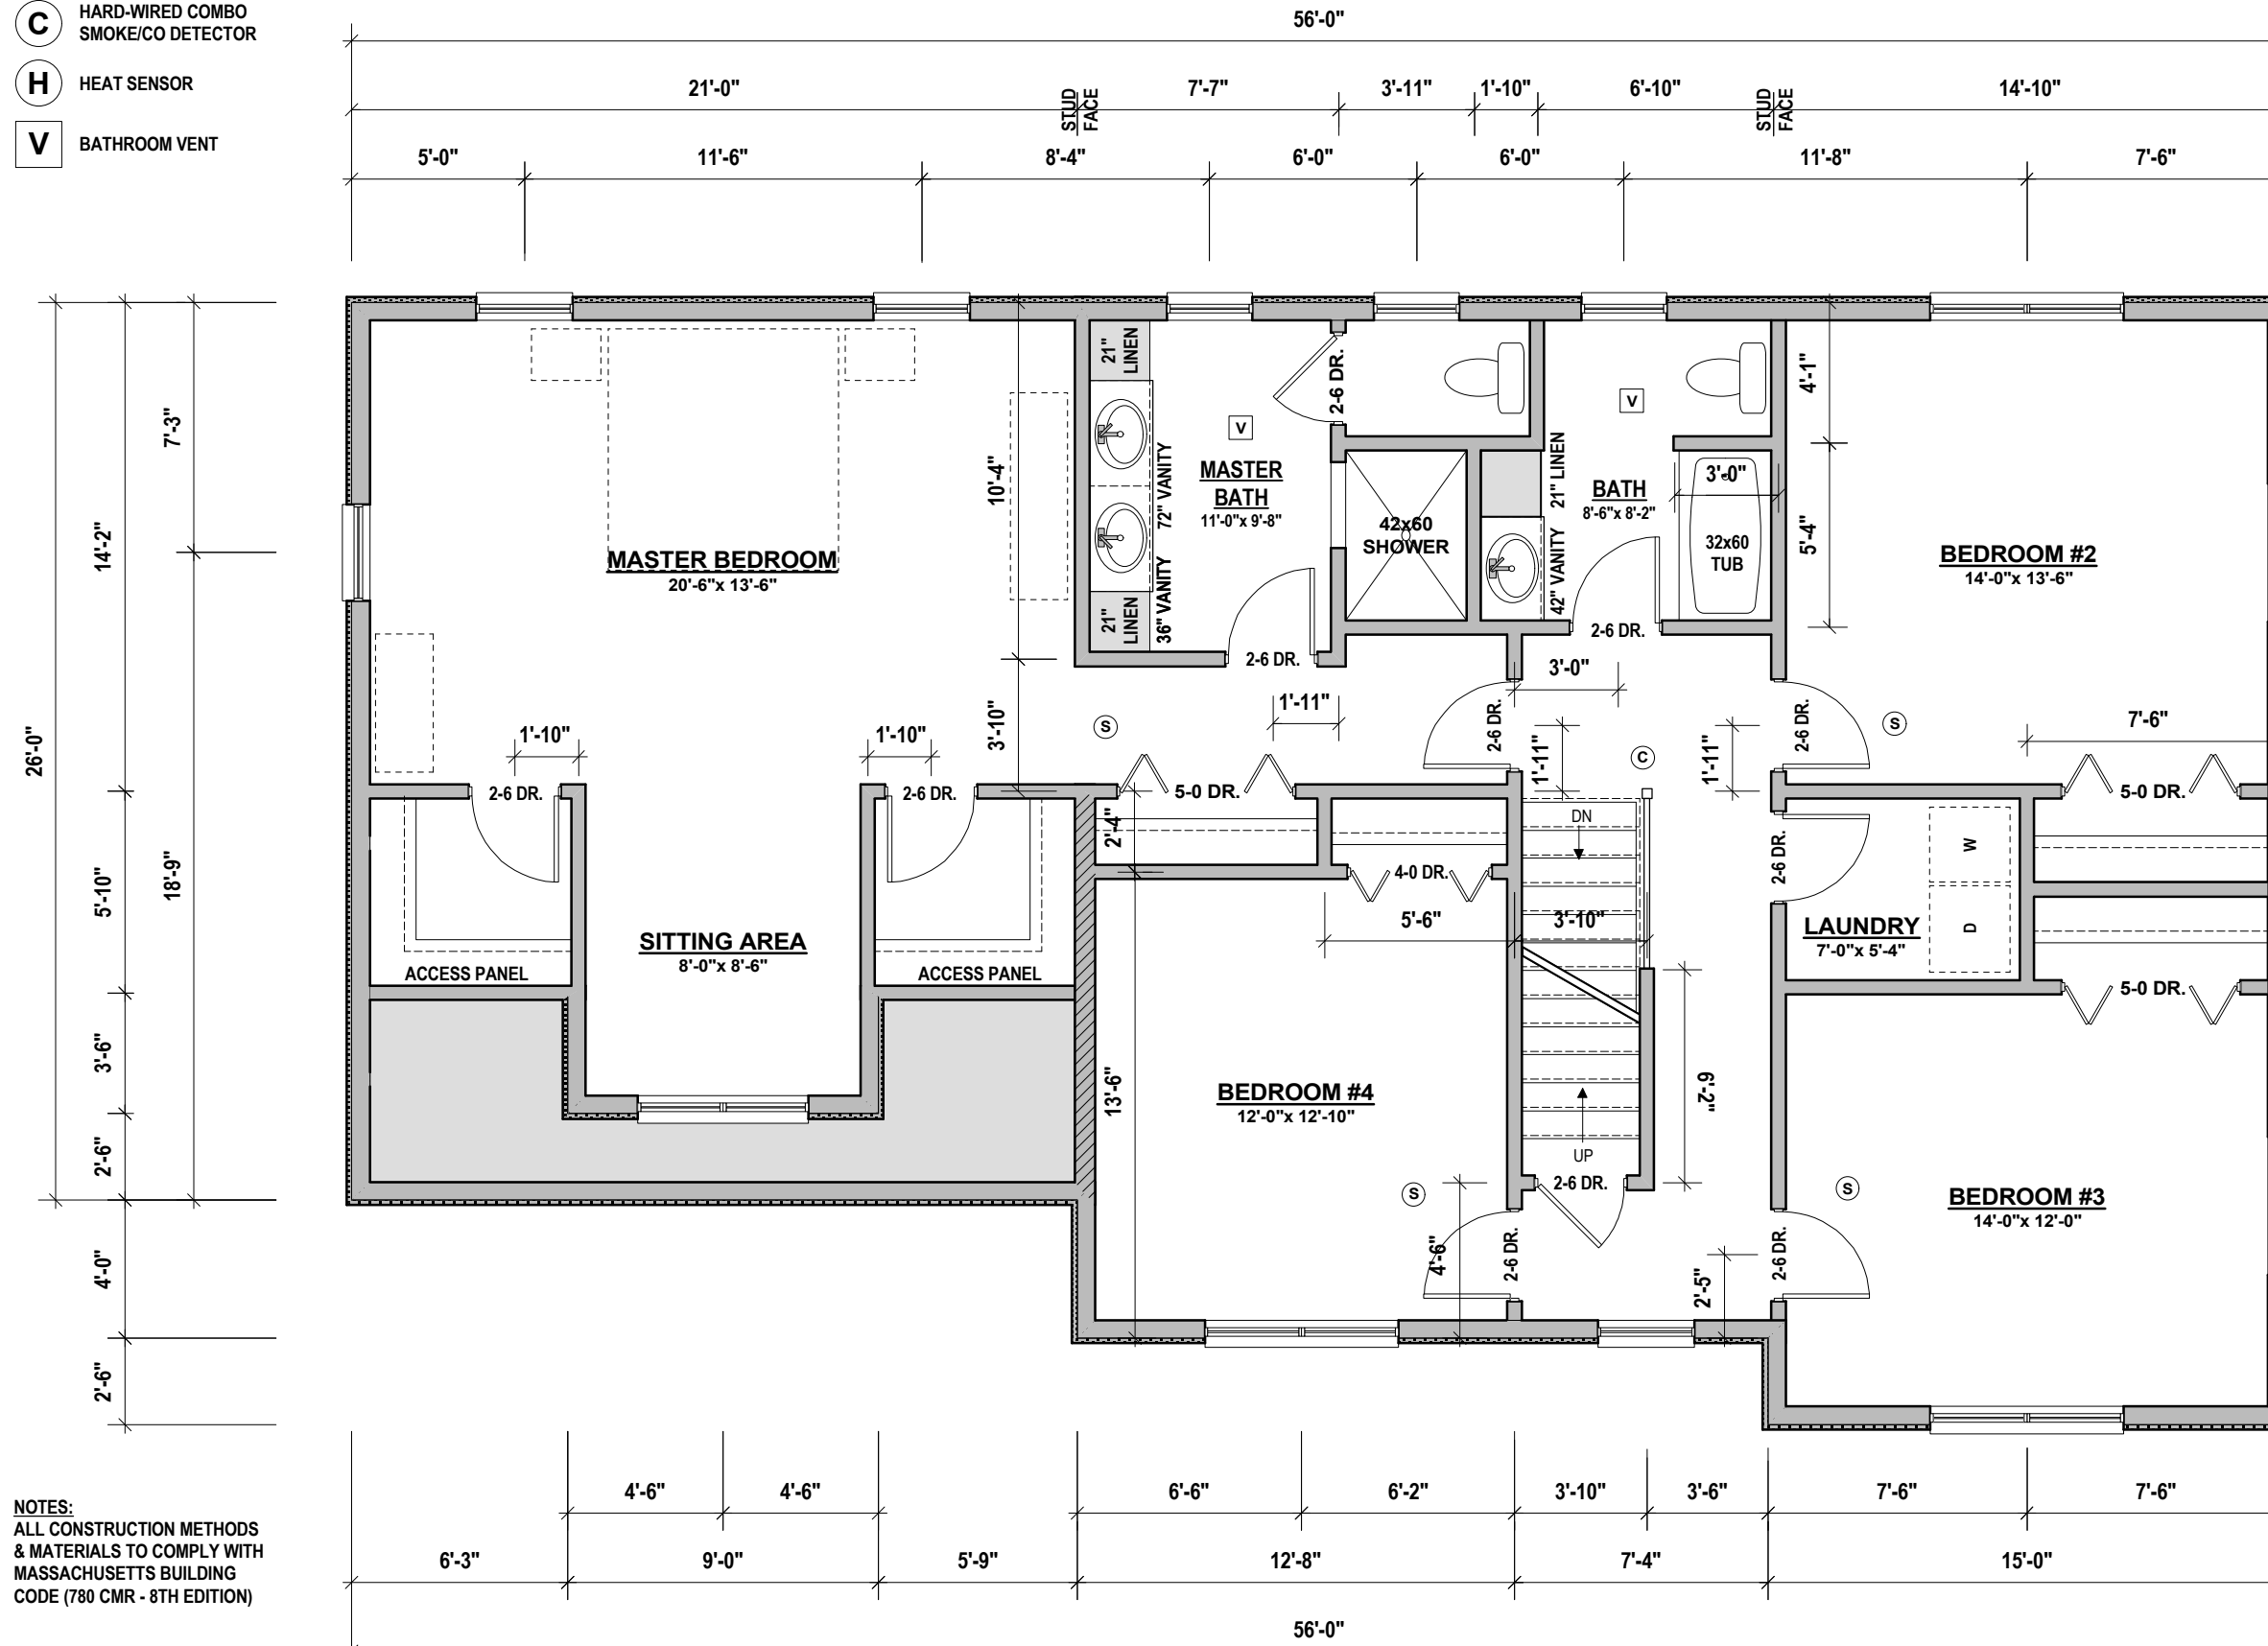 C HARD-WIRED COMBO
SMOKE/CO DETECTOR
H HEAT SENSOR
V BATHROOM VENT
56'-0"
21'-0" STUD FACE 7'-7" 3'-11" 1'-10" 6'-10" STUD FACE 14'-10"
5'-0" 11'-6" 8'-4" 6'-0" 6'-0" 11'-8" 7'-6"
26'-0"
14'-2"
5'-10"
3'-6"
2'-6"
4'-0"
2'-6"
7'-3"
18'-9"
MASTER BEDROOM
20'-6"x 13'-6"
10'-4"
3'-10"
1'-10"
1'-10"
2-6 DR.
2-6 DR.
SITTING AREA
8'-0"x 8'-6"
ACCESS PANEL
ACCESS PANEL
21"
LINEN
72" VANITY
36" VANITY
21"
LINEN
V
MASTER
BATH
11'-0"x 9'-8"
2-6 DR.
2-6 DR.
42x60
SHOWER
21" LINEN
42" VANITY
V
BATH
8'-6"x 8'-2"
3'-0"
32x60
TUB
2-6 DR.
4'-1"
5'-4"
BEDROOM #2
14'-0"x 13'-6"
S
1'-11"
3'-0"
2-6 DR.
1'-11"
C
1'-11"
2-6 DR.
S
7'-6"
5-0 DR.
2'-4"
5-0 DR.
4-0 DR.
5'-6"
DN
3'-10"
2-6 DR.
W
D
LAUNDRY
7'-0"x 5'-4"
5-0 DR.
13'-6"
BEDROOM #4
12'-0"x 12'-10"
S
4'-6"
2-6 DR.
UP
2-6 DR.
6'-2"
2'-5"
2-6 DR.
S
BEDROOM #3
14'-0"x 12'-0"
4'-6" 4'-6" 6'-6" 6'-2" 3'-10" 3'-6" 7'-6" 7'-6"
6'-3" 9'-0" 5'-9" 12'-8" 7'-4" 15'-0"
56'-0"
NOTES:
ALL CONSTRUCTION METHODS
& MATERIALS TO COMPLY WITH
MASSACHUSETTS BUILDING
CODE (780 CMR - 8TH EDITION)